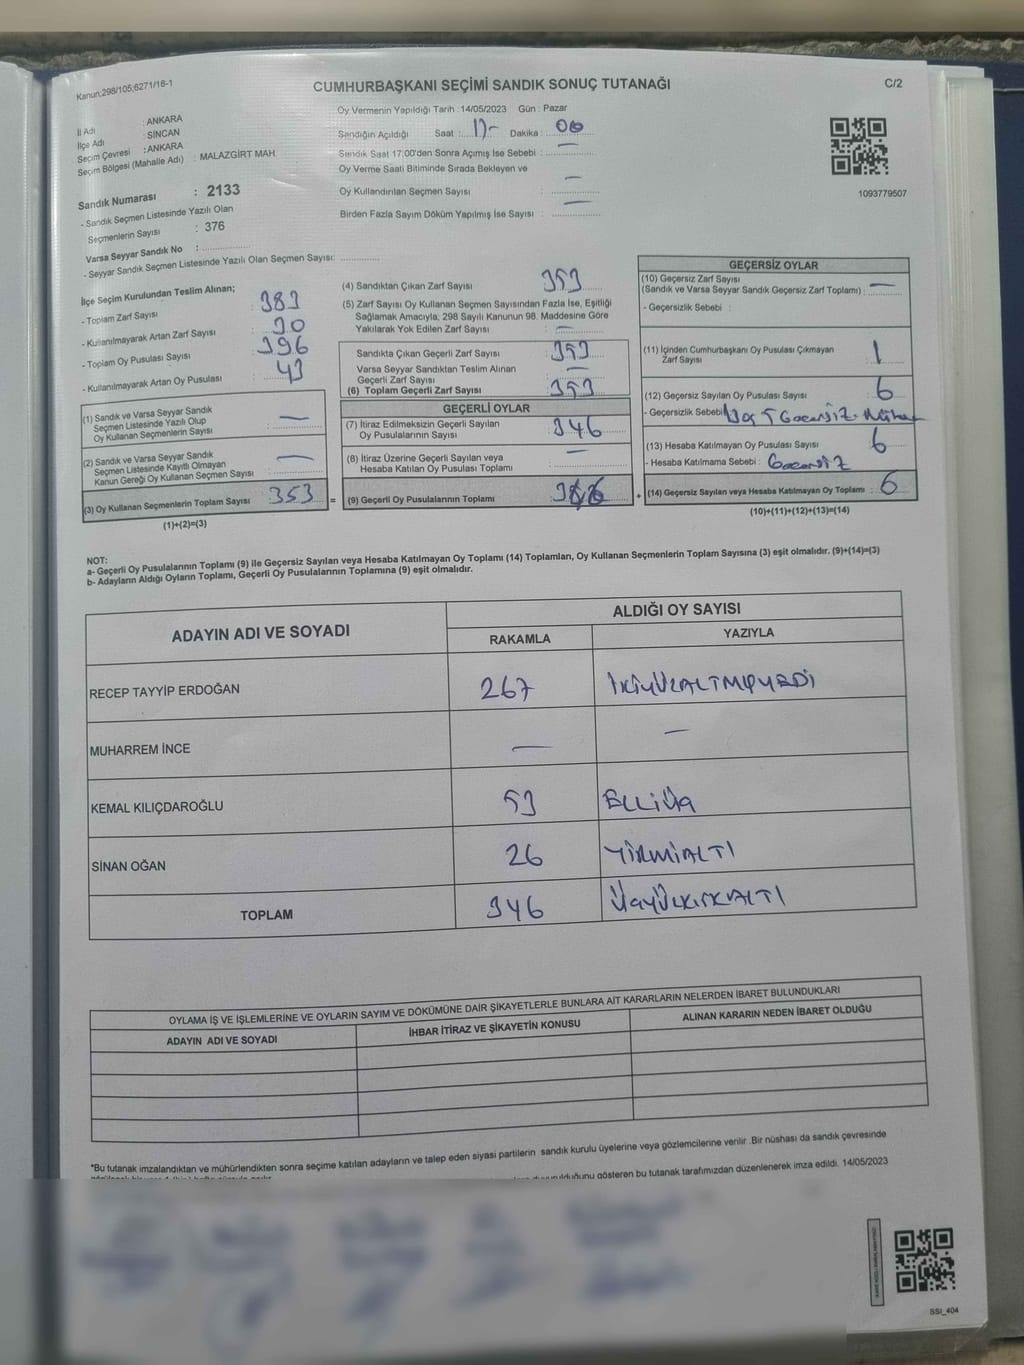 Kanun;298/105;6271/16-1
CUMHURBAŞKANI SEÇİMİ SANDIK SONUÇ TUTANAĞI
C/2
Oy Vermenin Yapıldığı Tarih :14/05/2023 Gün : Pazar
İl Adı : ANKARA
İlçe Adı : SİNCAN
Seçim Çevresi : ANKARA
Seçim Bölgesi (Mahalle Adı) : MALAZGİRT MAH.
Sandık Numarası : 2133
- Sandık Seçmen Listesinde Yazılı Olan
Seçmenlerin Sayısı : 376
Varsa Seyyar Sandık No :
- Seyyar Sandık Seçmen Listesinde Yazılı Olan Seçmen Sayısı:
Sandığın Açıldığı Saat : 17- Dakika : 00
Sandık Saat 17:00'den Sonra Açımış İse Sebebi : —
Oy Verme Saati Bitiminde Sırada Bekleyen ve
Oy Kullandırılan Seçmen Sayısı : —
Birden Fazla Sayım Döküm Yapılmış İse Sayısı : —
1093779507
İlçe Seçim Kurulundan Teslim Alınan;
- Toplam Zarf Sayısı : 383
- Kullanılmayarak Artan Zarf Sayısı : 30
- Toplam Oy Pusulası Sayısı : 396
- Kullanılmayarak Artan Oy Pusulası : 43
(1) Sandık ve Varsa Seyyar Sandık
Seçmen Listesinde Yazılı Olup
Oy Kullanan Seçmenlerin Sayısı : —
(2) Sandık ve Varsa Seyyar Sandık
Seçmen Listesinde Kayıtlı Olmayan
Kanun Gereği Oy Kullanan Seçmen Sayısı : —
(3) Oy Kullanan Seçmenlerin Toplam Sayısı : 353 =
(1)+(2)=(3)
(4) Sandıktan Çıkan Zarf Sayısı : 353
(5) Zarf Sayısı Oy Kullanan Seçmen Sayısından Fazla İse, Eşitliği
Sağlamak Amacıyla; 298 Sayılı Kanunun 98. Maddesine Göre
Yakılarak Yok Edilen Zarf Sayısı : —
Sandıkta Çıkan Geçerli Zarf Sayısı : 353
Varsa Seyyar Sandıktan Teslim Alınan
Geçerli Zarf Sayısı : —
(6) Toplam Geçerli Zarf Sayısı : 353
GEÇERLİ OYLAR
(7) İtiraz Edilmeksizin Geçerli Sayılan
Oy Pusulalarının Sayısı : 346
(8) İtiraz Üzerine Geçerli Sayılan veya
Hesaba Katılan Oy Pusulası Toplamı : —
(9) Geçerli Oy Pusulalarının Toplamı : 346 +
GEÇERSİZ OYLAR
(10) Geçersiz Zarf Sayısı
(Sandık ve Varsa Seyyar Sandık Geçersiz Zarf Toplamı) : —
- Geçersizlik Sebebi :
(11) İçinden Cumhurbaşkanı Oy Pusulası Çıkmayan
Zarf Sayısı : 1
(12) Geçersiz Sayılan Oy Pusulası Sayısı : 6
- Geçersizlik Sebebi: 5 Geçersiz
(13) Hesaba Katılmayan Oy Pusulası Sayısı : 6
- Hesaba Katılmama Sebebi : Geçersiz
(14) Geçersiz Sayılan veya Hesaba Katılmayan Oy Toplamı : 6
(10)+(11)+(12)+(13)=(14)
NOT:
a- Geçerli Oy Pusulalarının Toplamı (9) ile Geçersiz Sayılan veya Hesaba Katılmayan Oy Toplamı (14) Toplamları, Oy Kullanan Seçmenlerin Toplam Sayısına (3) eşit olmalıdır. (9)+(14)=(3)
b- Adayların Aldığı Oyların Toplamı, Geçerli Oy Pusulalarının Toplamına (9) eşit olmalıdır.
ADAYIN ADI VE SOYADI
ALDIĞI OY SAYISI
RAKAMLA YAZIYLA
RECEP TAYYİP ERDOĞAN 267 İKİYÜZALTMIŞYEDİ
MUHARREM İNCE — —
KEMAL KILIÇDAROĞLU 53 ELLİÜÇ
SİNAN OĞAN 26 YİRMİALTI
TOPLAM 346 ÜÇYÜZKIRKALTI
OYLAMA İŞ VE İŞLEMLERİNE VE OYLARIN SAYIM VE DÖKÜMÜNE DAİR ŞİKAYETLERLE BUNLARA AİT KARARLARIN NELERDEN İBARET BULUNDUKLARI
ADAYIN ADI VE SOYADI İHBAR İTİRAZ VE ŞİKAYETİN KONUSU ALINAN KARARIN NEDEN İBARET OLDUĞU
*Bu tutanak imzalandıktan ve mühürlendikten sonra seçime katılan adayların ve talep eden siyasi partilerin sandık kurulu üyelerine veya gözlemcilerine verilir .Bir nüshası da sandık çevresinde
gösteren bu tutanak tarafımızdan düzenlenerek imza edildi. 14/05/2023
SSI_404